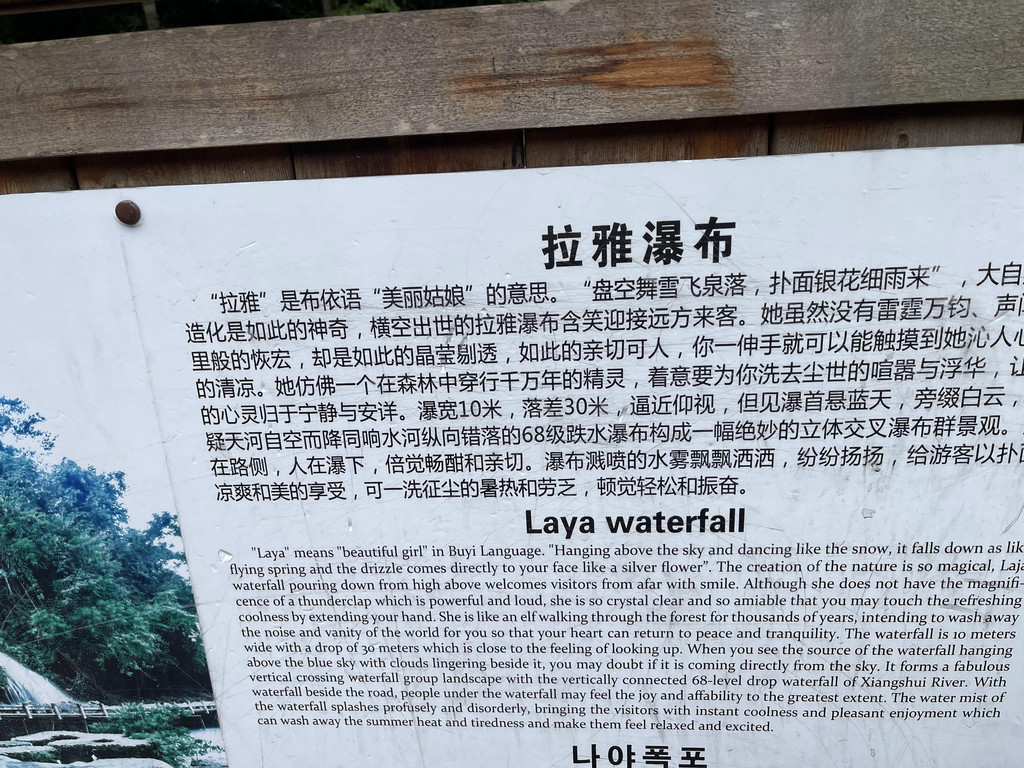 拉雅瀑布
“拉雅”是布依语“美丽姑娘”的意思。“盘空舞雪飞泉落，扑面银花细雨来”，大自
造化是如此的神奇，横空出世的拉雅瀑布含笑迎接远方来客。她虽然没有雷霆万钧、声
里般的恢宏，却是如此的晶莹剔透，如此的亲切可人，你一伸手就可以能触摸到她沁人心
的清凉。她仿佛一个在森林中穿行千万年的精灵，着意要为你洗去尘世的喧嚣与浮华，让
的心灵归于宁静与安详。瀑宽10米，落差30米，逼近仰视，但见瀑首悬蓝天，旁缀白云，
疑天河自空而降同响水河纵向错落的68级跌水瀑布构成一幅绝妙的立体交叉瀑布群景观。
在路侧，人在瀑下，倍觉畅酣和亲切。瀑布溅喷的水雾飘飘洒洒，纷纷扬扬，给游客以扑面
凉爽和美的享受，可一洗征尘的暑热和劳乏，顿觉轻松和振奋。
Laya waterfall
"Laya" means "beautiful girl" in Buyi Language. "Hanging above the sky and dancing like the snow, it falls down as lik
flying spring and the drizzle comes directly to your face like a silver flower”. The creation of the nature is so magical, Laja
waterfall pouring down from high above welcomes visitors from afar with smile. Although she does not have the magnifi-
cence of a thunderclap which is powerful and loud, she is so crystal clear and so amiable that you may touch the refreshing
coolness by extending your hand. She is like an elf walking through the forest for thousands of years, intending to wash away
the noise and vanity of the world for you so that your heart can return to peace and tranquility. The waterfall is 10 meters
wide with a drop of 30 meters which is close to the feeling of looking up. When you see the source of the waterfall hanging
above the blue sky with clouds lingering beside it, you may doubt if it is coming directly from the sky. It forms a fabulous
vertical crossing waterfall group landscape with the vertically connected 68-level drop waterfall of Xiangshui River. With
waterfall beside the road, people under the waterfall may feel the joy and affability to the greatest extent. The water mist of
the waterfall splashes profusely and disorderly, bringing the visitors with instant coolness and pleasant enjoyment which
can wash away the summer heat and tiredness and make them feel relaxed and excited.
나야폭포